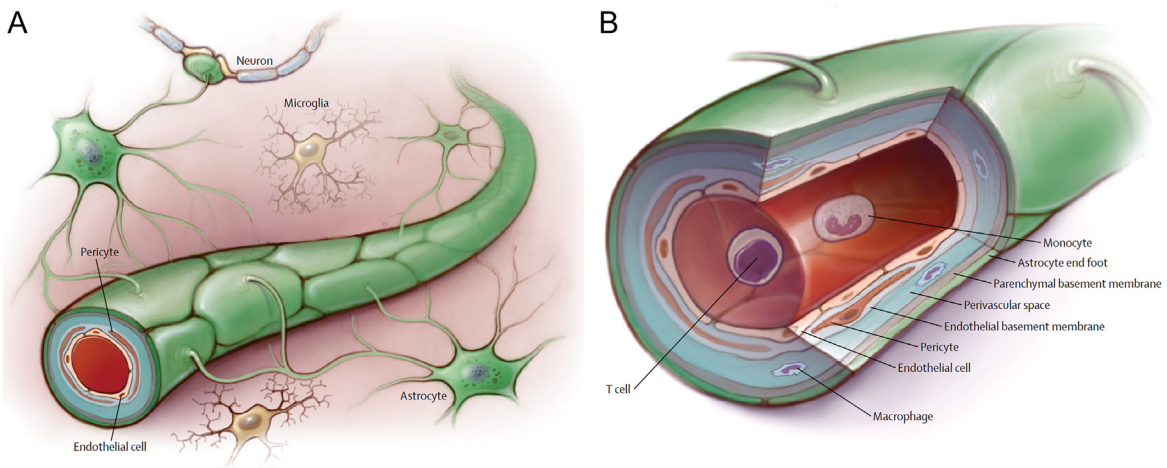 A
Neuron
Microglia
Pericyte
Astrocyte
Endothelial cell
B
Monocyte
Astrocyte end foot
Parenchymal basement membrane
Perivascular space
Endothelial basement membrane
Pericyte
Endothelial cell
T cell
Macrophage